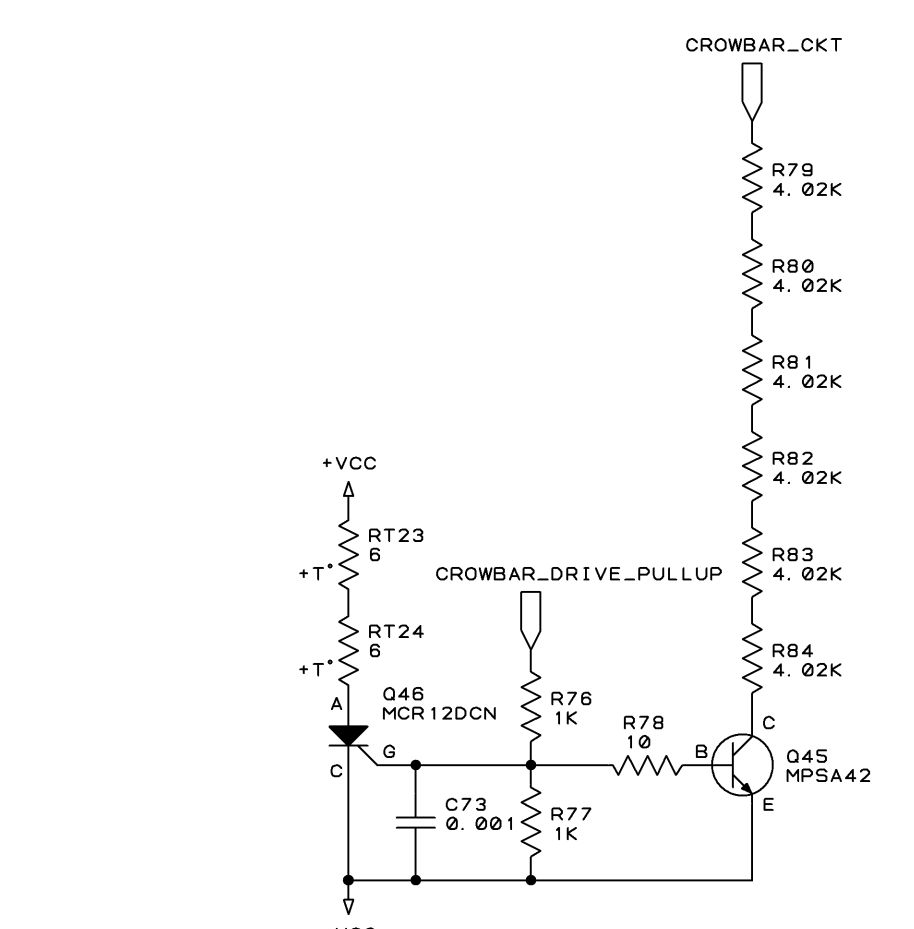 CROWBAR_CKT
R79
4.02K
R80
4.02K
R81
4.02K
R82
4.02K
+VCC
RT23
6
+T°
CROWBAR_DRIVE_PULLUP
R83
4.02K
RT24
6
+T°
R84
4.02K
A
Q46
MCR12DCN
R76
1K
R78
10
C
B
G
C
Q45
MPSA42
C73
0.001
R77
1K
E